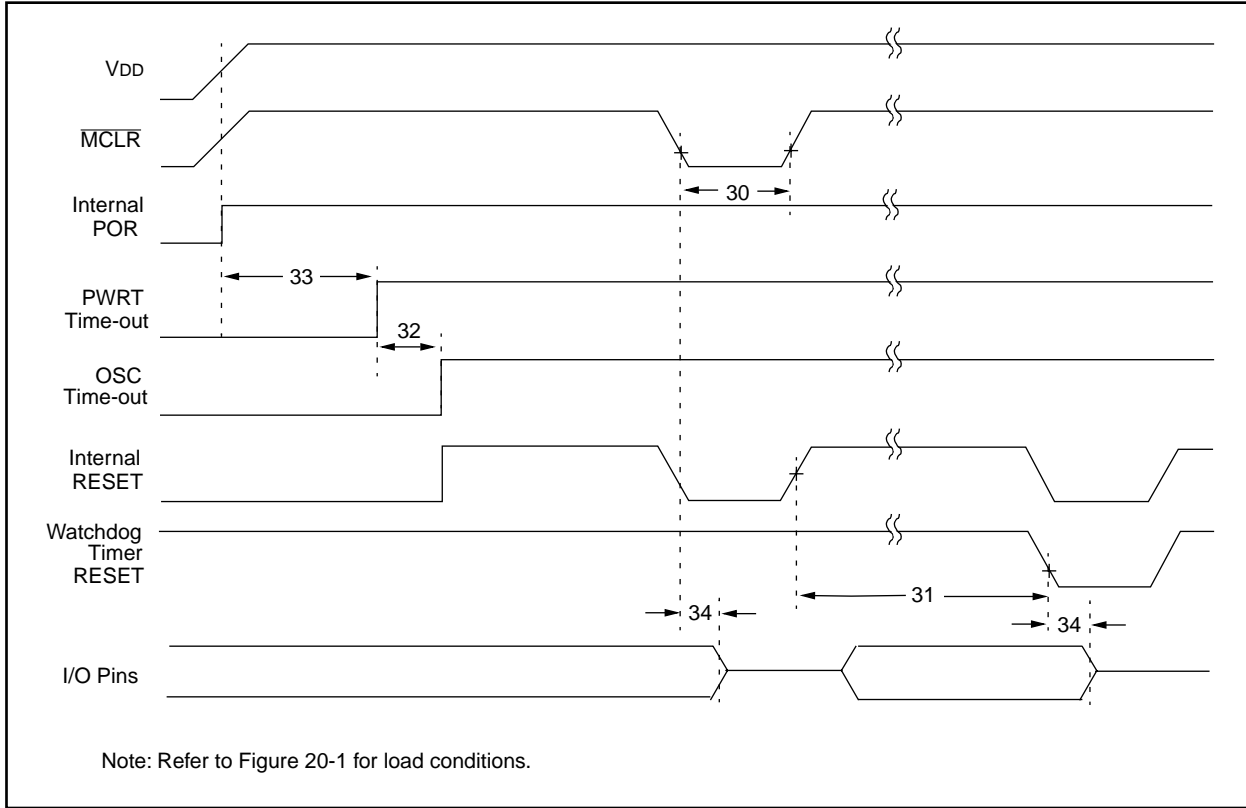 VDD
MCLR
30
Internal
POR
33
PWRT
Time-out
32
OSC
Time-out
Internal
RESET
Watchdog
Timer
RESET
31
34
34
I/O Pins
Note: Refer to Figure 20-1 for load conditions.